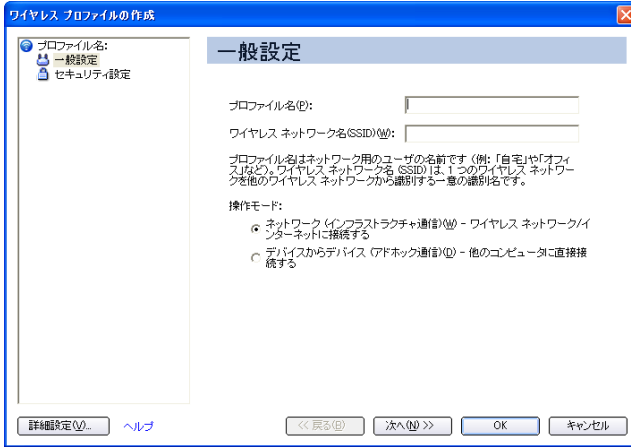 ワイヤレス プロファイルの作成
プロファイル名:
一般設定
セキュリティ設定
一般設定
プロファイル名(P):
ワイヤレス ネットワーク名(SSID)(W):
プロファイル名はネットワーク用のユーザの名前です (例: 「自宅」や「オフィ
ス」など)。ワイヤレス ネットワーク名 (SSID) は、1 つのワイヤレス ネットワー
クを他のワイヤレス ネットワークから識別する一意の識別名です。
操作モード:
ネットワーク (インフラストラクチャ通信)(W) - ワイヤレス ネットワーク/イ
ンターネットに接続する
デバイスからデバイス (アドホック通信)(D) - 他のコンピュータに直接接
続する
詳細設定(V)...
ヘルプ
<< 戻る(B)
次へ(N) >>
OK
キャンセル